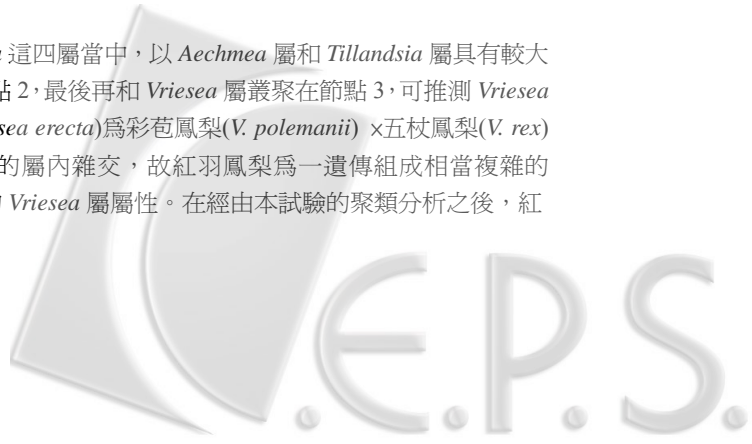 這四屬當中，以 Aechmea 屬和 Tillandsia 屬具有較大
點 2，最後再和 Vriesea 屬叢聚在節點 3，可推測 Vriesea
sea erecta)為彩苞鳳梨(V. polemanii) ×五杖鳳梨(V. rex)
的屬內雜交，故紅羽鳳梨為一遺傳組成相當複雜的
Vriesea 屬屬性。在經由本試驗的聚類分析之後，紅
C.E.P.S.